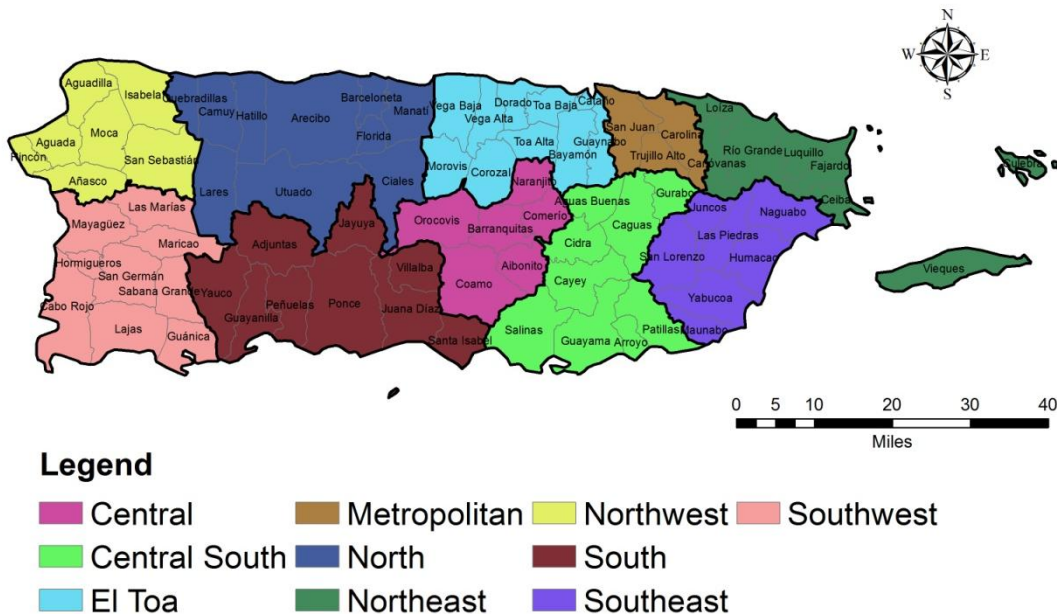 N
W E
S
Aguadilla
Isabela
Quebradillas
Camuy
Hatillo
Arecibo
Barceloneta
Manatí
Florida
Vega Baja
Vega Alta
Dorado
Toa Baja
Cataño
Loiza
San Juan
Carolina
Aguada
Moca
Rincón
San Sebastián
Añasco
Toa Alta
Guaynabo
Bayamón
Trujillo Alto
Canóvanas
Río Grande
Luquillo
Fajardo
Culebra
Ceiba
Morovis
Corozal
Naranjito
Lares
Utuado
Ciales
Las Marías
Mayagüez
Maricao
Jayuya
Adjuntas
Orocovis
Barranquitas
Comerío
Aguas Buenas
Gurabo
Caguas
Juncos
Naguabo
Las Piedras
Hormigueros
San Germán
Sabana Grande
Cidra
San Lorenzo
Humacao
Vieques
Villalba
Aibonito
Coamo
Cayey
Yabucoa
Cabo Rojo
Yauco
Guayanilla
Peñuelas
Ponce
Juana Díaz
Lajas
Guánica
Santa Isabel
Salinas
Guayama
Arroyo
Patillas
Maunabo
0 5 10 20 30 40
Miles
Legend
Central
Metropolitan
Northwest
Southwest
Central South
North
South
El Toa
Northeast
Southeast